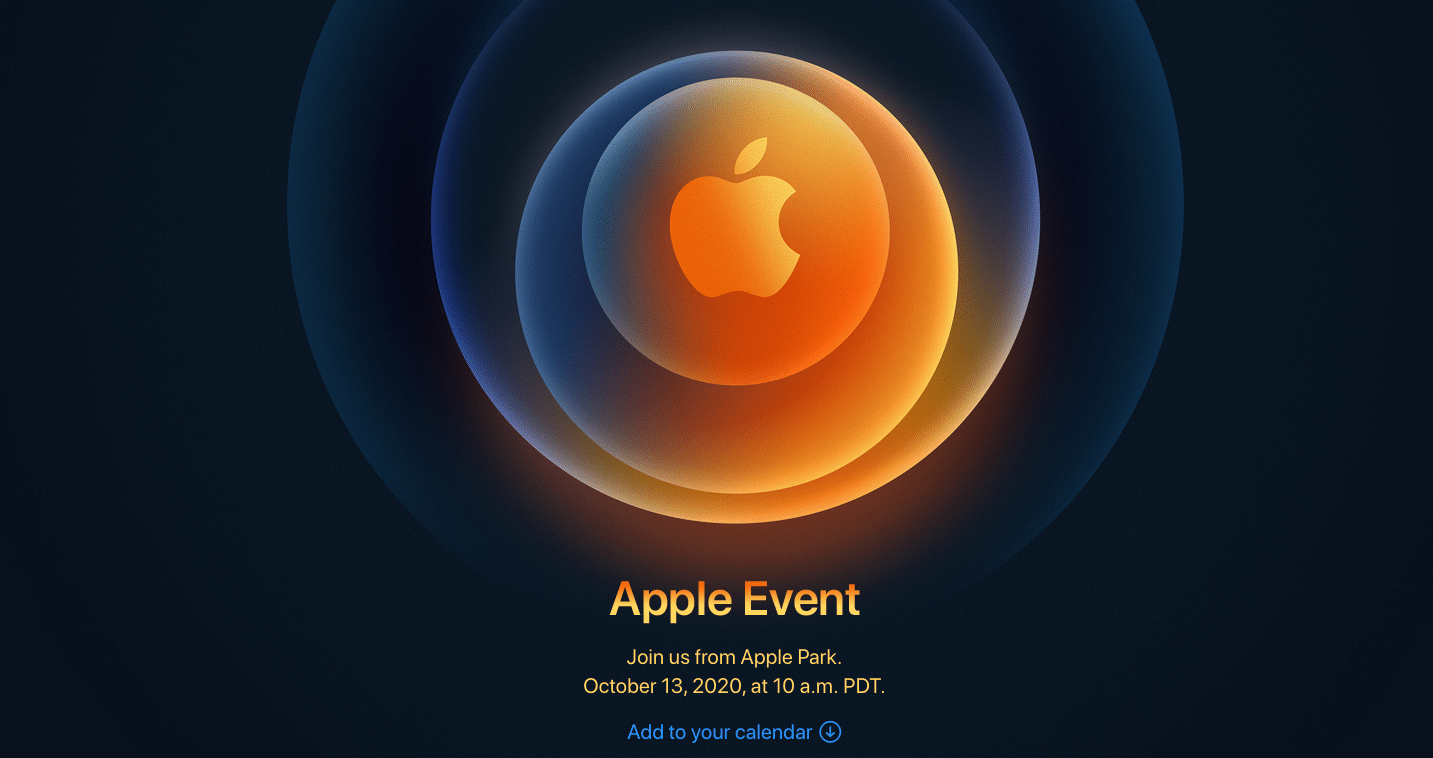 Apple Event
Join us from Apple Park.
October 13, 2020, at 10 a.m. PDT.
Add to your calendar